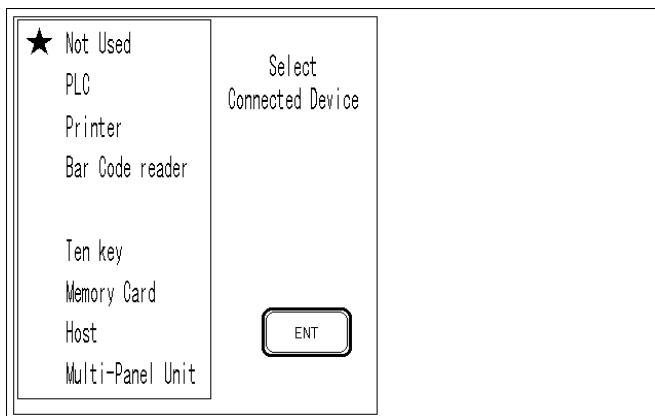 ★ Not Used
PLC
Printer
Bar Code reader
Ten key
Memory Card
Host
Multi-Panel Unit
Select
Connected Device
ENT